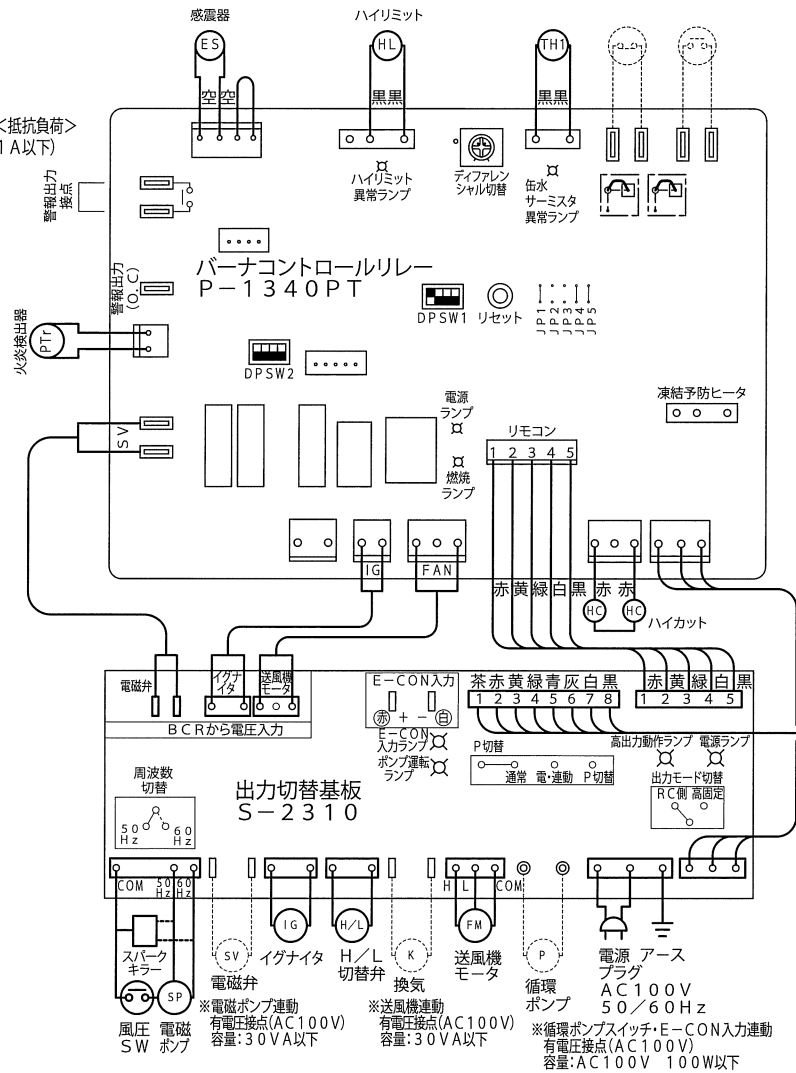 感震器
ハイリミット
ES
HL
TH1
空空
黒黒
黒黒
<抵抗負荷>
1A以下)
警報出力
接点
ハイリミット
異常ランプ
ディファレン
シャル切替
缶水
サーミスタ
異常ランプ
バーナコントロールリレー
P-1340PT
警報出力
(O.C)
DPSW1
リセット
JP1
JP2
JP3
JP4
JP5
火炎検出器
PTr
DPSW2
電源
ランプ
凍結予防ヒータ
リモコン
SV
1 2 3 4 5
燃焼
ランプ
IG
FAN
赤黄緑白黒
赤赤
HC
HC
ハイカット
電磁弁
イグナ
イタ
送風機
モータ
BCRから電圧入力
E-CON入力
赤 + - 白
E-CON
入力ランプ
ポンプ運転
ランプ
茶赤黄緑青灰白黒
1 2 3 4 5 6 7 8
赤黄緑白黒
1 2 3 4 5
P切替
通常 電・連動 P切替
高出力動作ランプ
電源ランプ
出力モード切替
RC側 高固定
周波数
切替
50
Hz
60
Hz
出力切替基板
S-2310
COM
50
Hz
60
Hz
H L COM
スパーク
キラー
SV
IG
H/L
K
FM
P
電磁弁
イグナイタ
H/L
切替弁
換気
送風機
モータ
循環
ポンプ
電源
プラグ
アース
AC100V
50/60Hz
SP
風圧
SW
電磁
ポンプ
※電磁ポンプ連動
有電圧接点(AC100V)
容量:30VA以下
※送風機連動
有電圧接点(AC100V)
容量:30VA以下
※循環ポンプスイッチ・E-CON入力連動
有電圧接点(AC100V)
容量:AC100V 100W以下